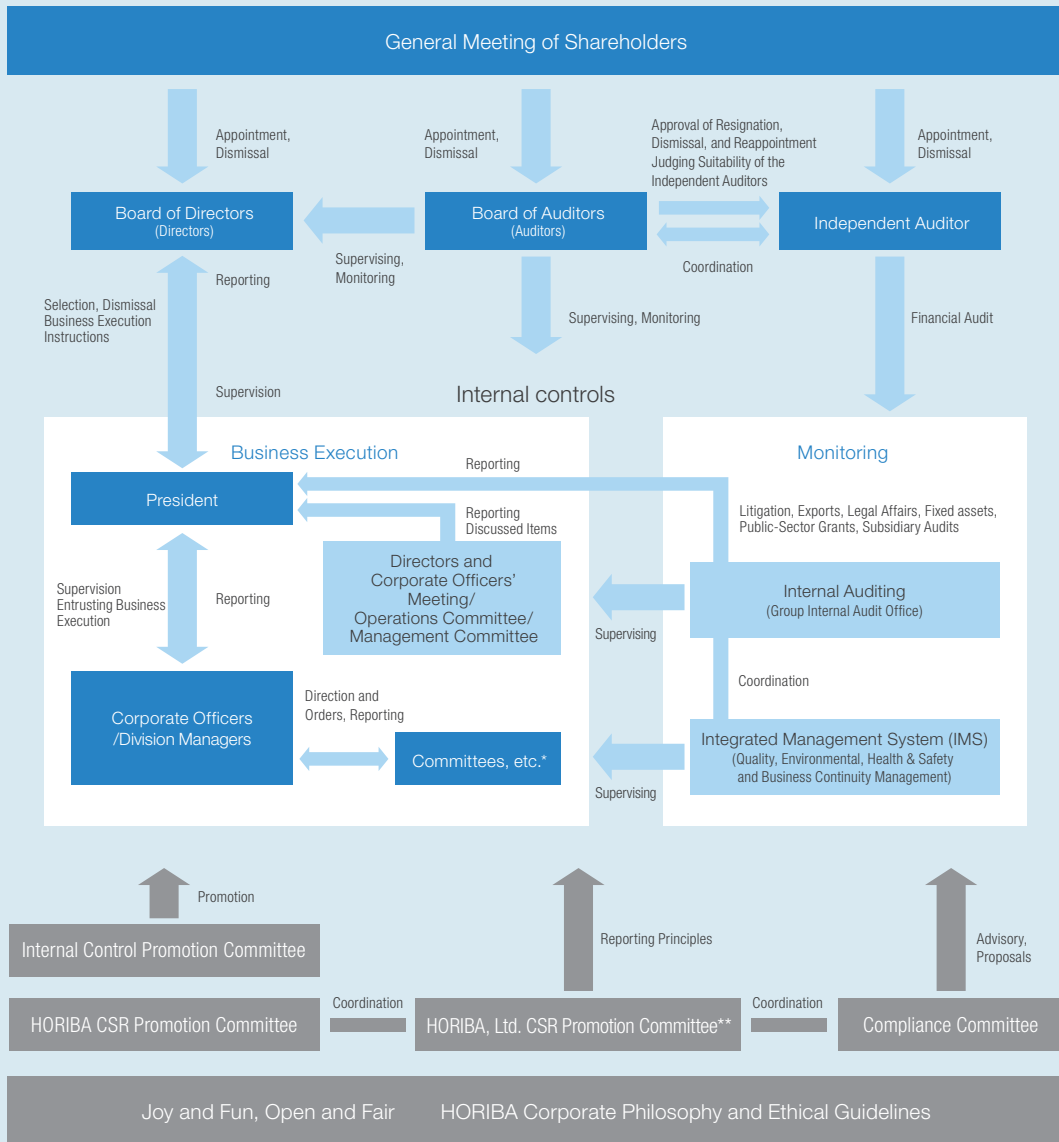 General Meeting of Shareholders
Appointment,
Dismissal
Appointment,
Dismissal
Approval of Resignation,
Dismissal, and Reappointment
Judging Suitability of the
Independent Auditors
Appointment,
Dismissal
Board of Directors
(Directors)
Board of Auditors
(Auditors)
Independent Auditor
Supervising,
Monitoring
Coordination
Reporting
Selection, Dismissal
Business Execution
Instructions
Supervising, Monitoring
Financial Audit
Supervision
Internal controls
Business Execution
Monitoring
Reporting
President
Reporting
Discussed Items
Litigation, Exports, Legal Affairs, Fixed assets,
Public-Sector Grants, Subsidiary Audits
Directors and
Corporate Officers'
Meeting/
Operations Committee/
Management Committee
Supervision
Entrusting Business
Execution
Reporting
Internal Auditing
(Group Internal Audit Office)
Supervising
Coordination
Corporate Officers
/Division Managers
Direction and
Orders, Reporting
Committees, etc.*
Integrated Management System (IMS)
(Quality, Environmental, Health & Safety
and Business Continuity Management)
Supervising
Promotion
Internal Control Promotion Committee
Reporting Principles
Advisory,
Proposals
HORIBA CSR Promotion Committee
Coordination
HORIBA, Ltd. CSR Promotion Committee**
Coordination
Compliance Committee
Joy and Fun, Open and Fair HORIBA Corporate Philosophy and Ethical Guidelines